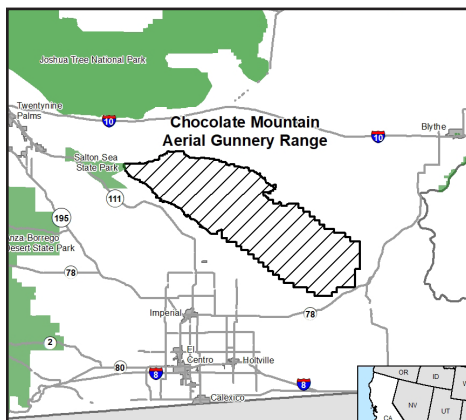 Joshua Tree National Park
Twentynine
Palms
10
Chocolate Mountain
Aerial Gunnery Range
10
Blythe
Salton Sea
State Park
111
195
Anza-Borrego
Desert State Park
78
Imperial
78
2
El
Centro
80
8
Holtville
8
Calexico
OR
ID
NV
UT
CA